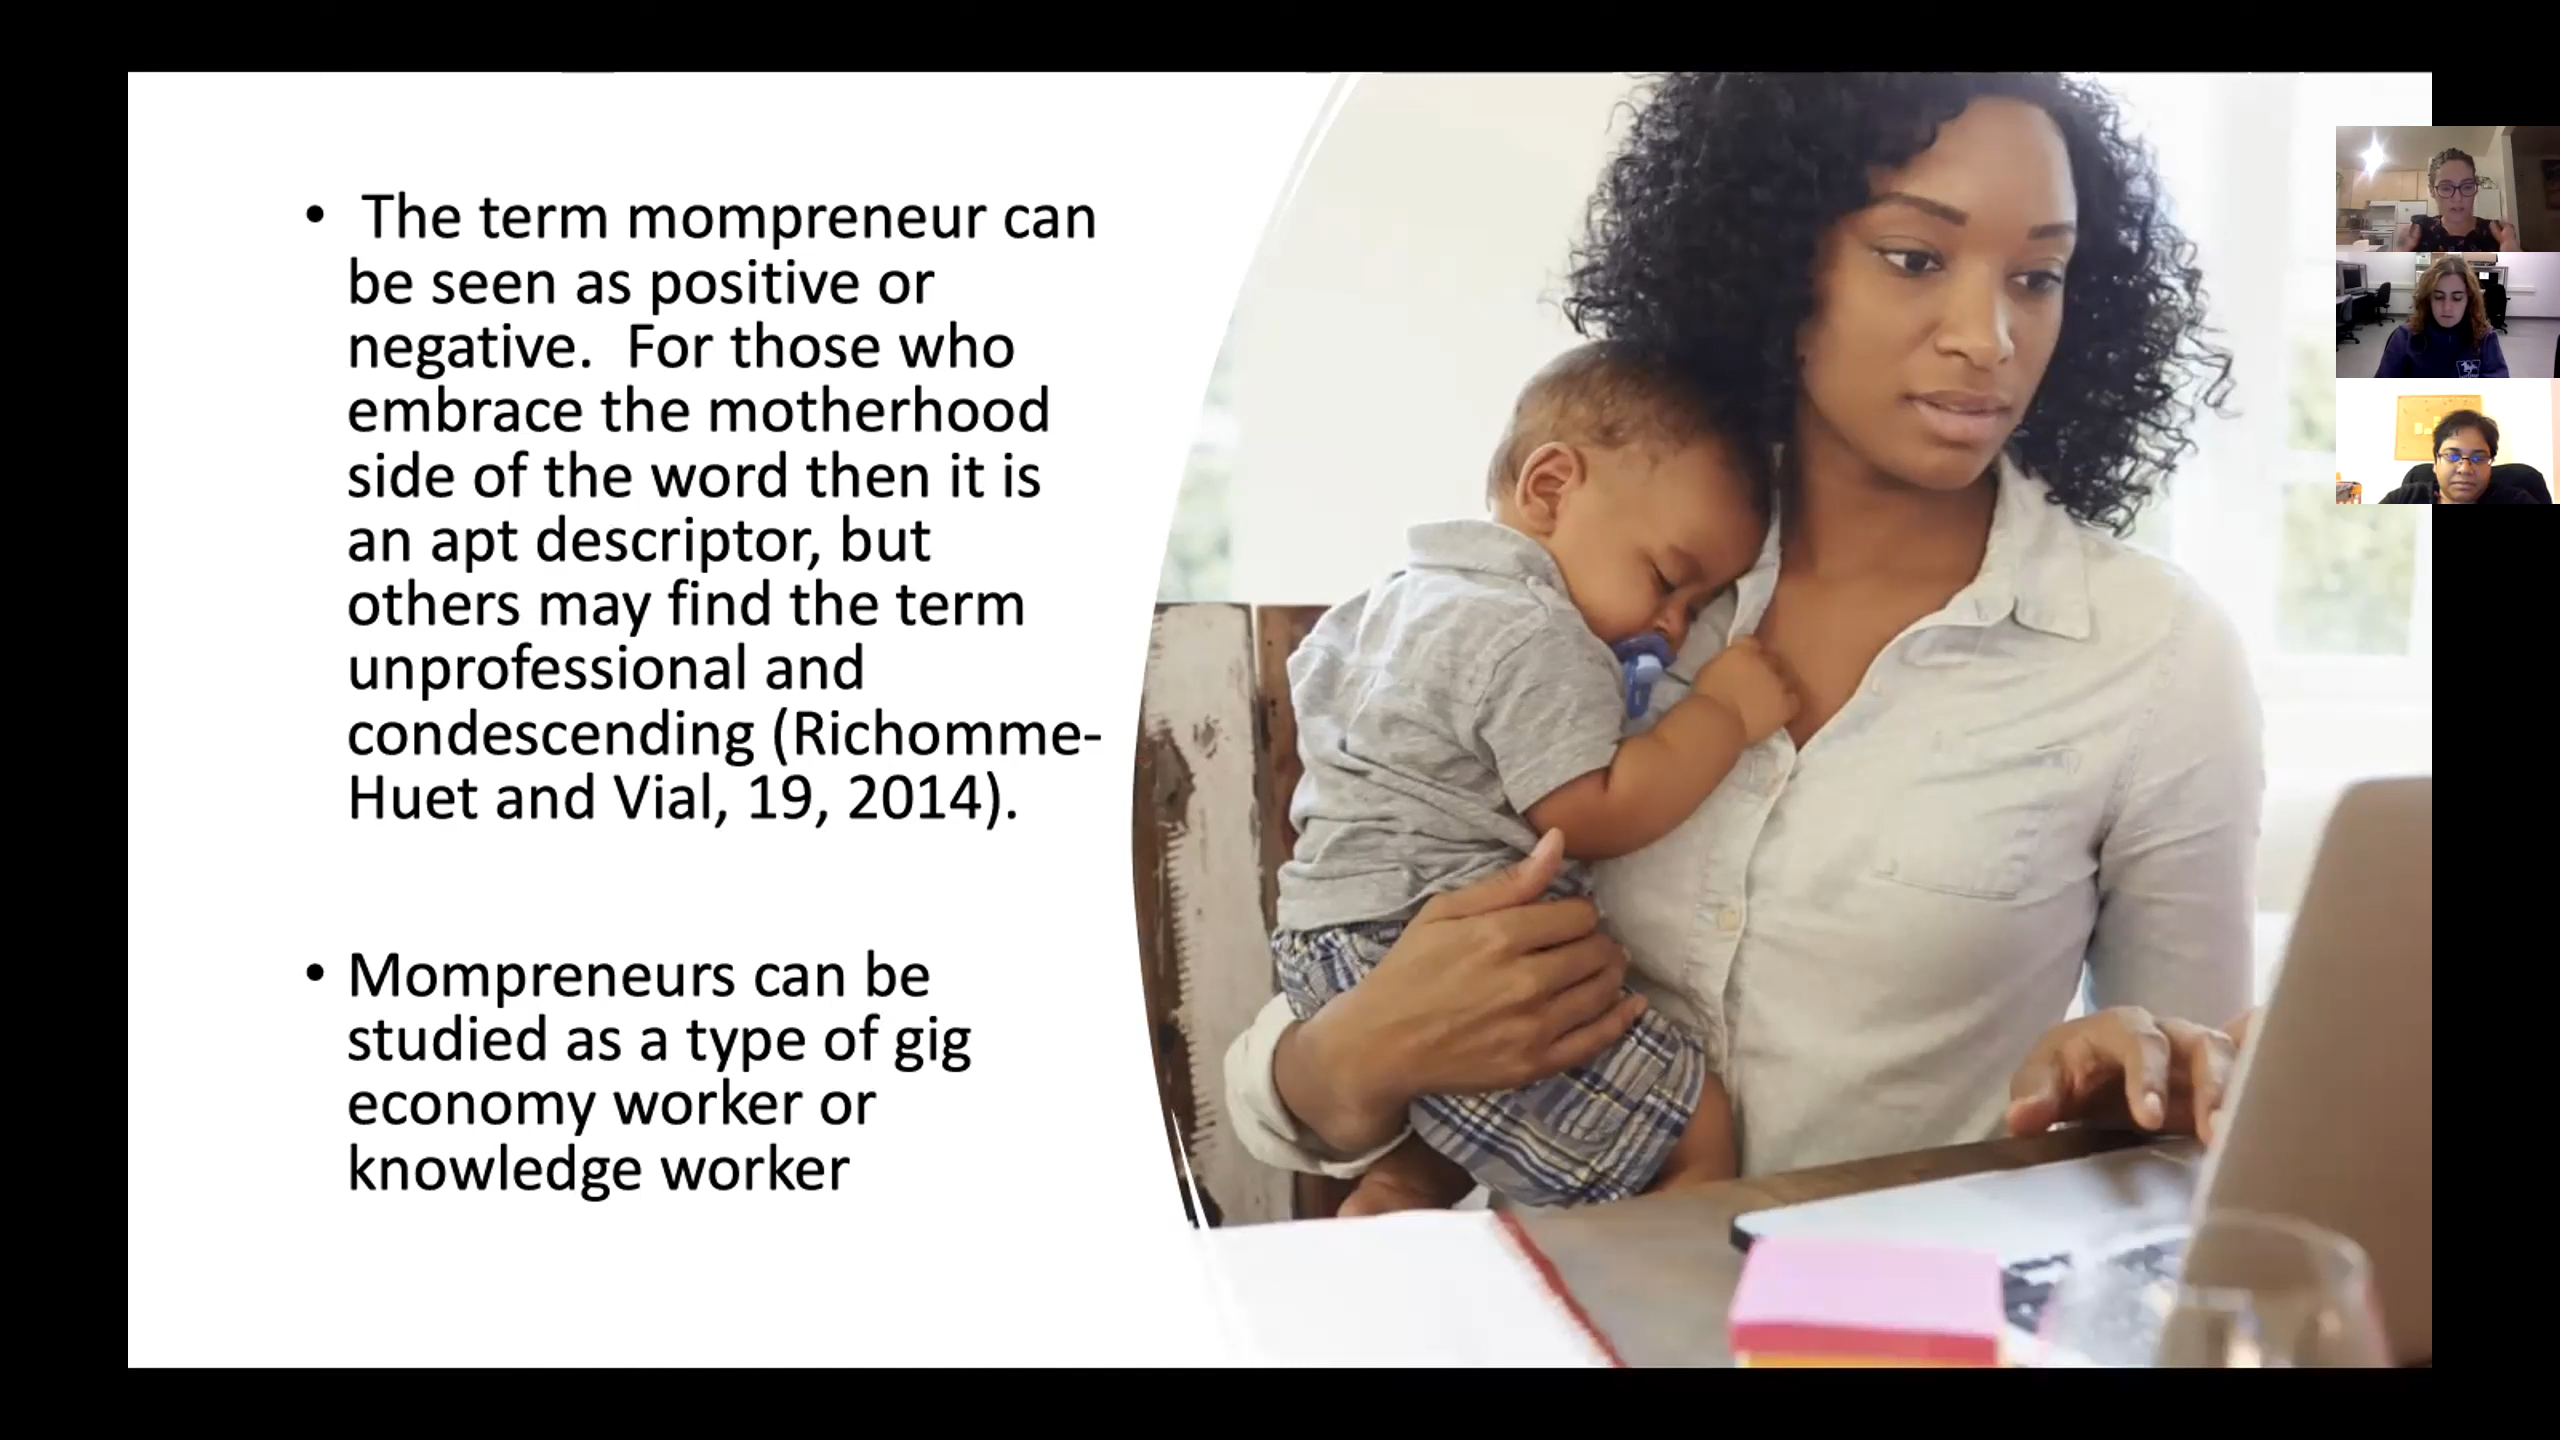 • The term mompreneur can
be seen as positive or
negative.  For those who
embrace the motherhood
side of the word then it is
an apt descriptor, but
others may find the term
unprofessional and
condescending (Richomme-
Huet and Vial, 19, 2014).
• Mompreneurs can be
studied as a type of gig
economy worker or
knowledge worker